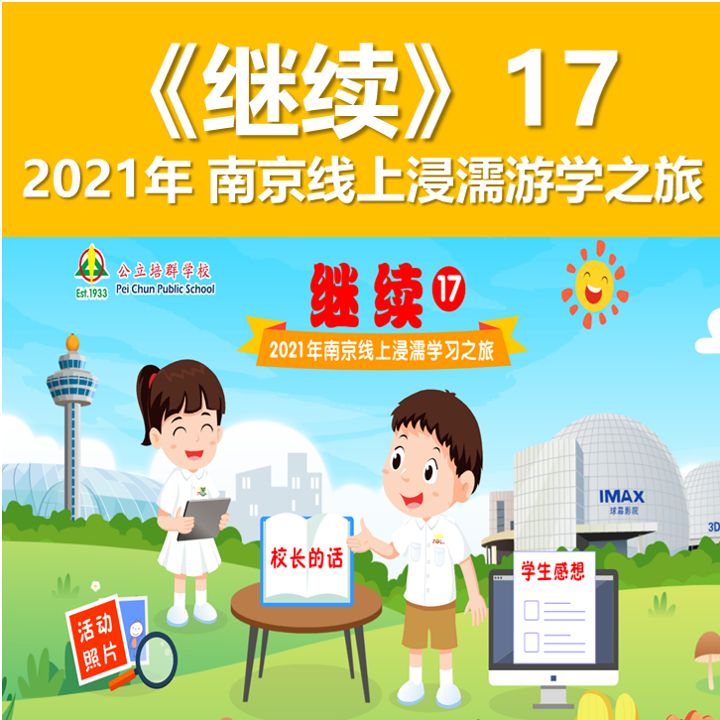 《继续》17
2021年 南京线上浸濡游学之旅
公立培群学校
Est.1933 Pei Chun Public School
继续17
2021年南京线上浸濡学习之旅
IMAX
球幕影院
3D
校长的话
学生感想
活动
照片